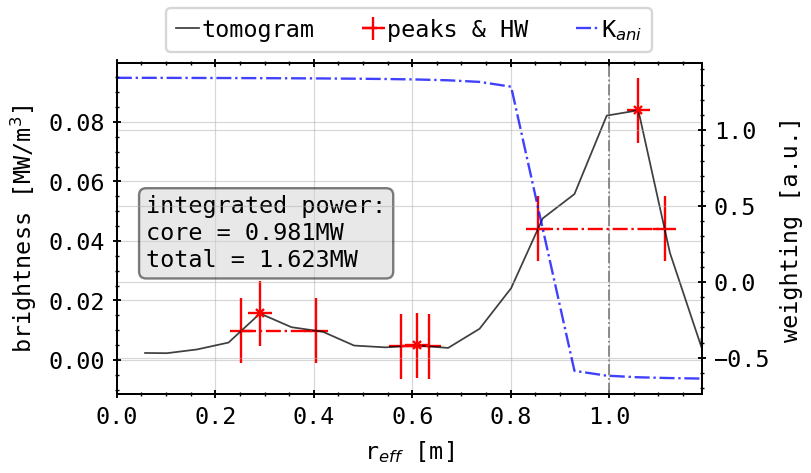 tomogram peaks & HW K_ani
brightness [MW/m³]
0.08
0.06
0.04
0.02
0.00
integrated power:
core = 0.981MW
total = 1.623MW
1.0
0.5
0.0
−0.5
weighting [a.u.]
0.0 0.2 0.4 0.6 0.8 1.0
r_eff [m]